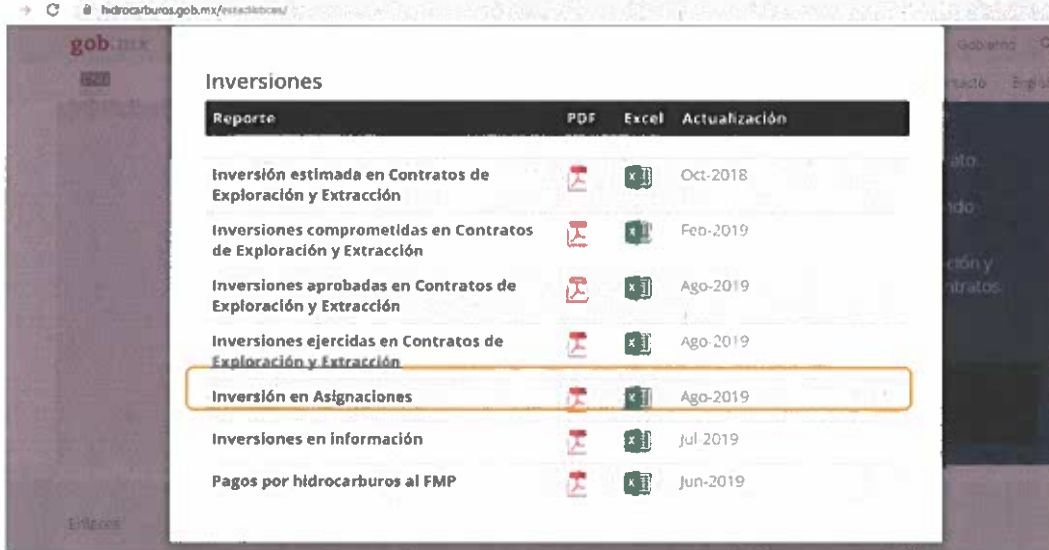 hidrocarburos.gob.mx/estadisticas/
gob.mx
Gobierno
Inversiones
Reporte PDF Excel Actualización
Inversión estimada en Contratos de Oct-2018
Exploración y Extracción
Inversiones comprometidas en Contratos Feb-2019
de Exploración y Extracción
Inversiones aprobadas en Contratos de Ago-2019
Exploración y Extracción
Inversiones ejercidas en Contratos de Ago-2019
Exploración y Extracción
Inversión en Asignaciones Ago-2019
Inversiones en información Jul-2019
Pagos por hidrocarburos al FMP Jun-2019
Enlaces